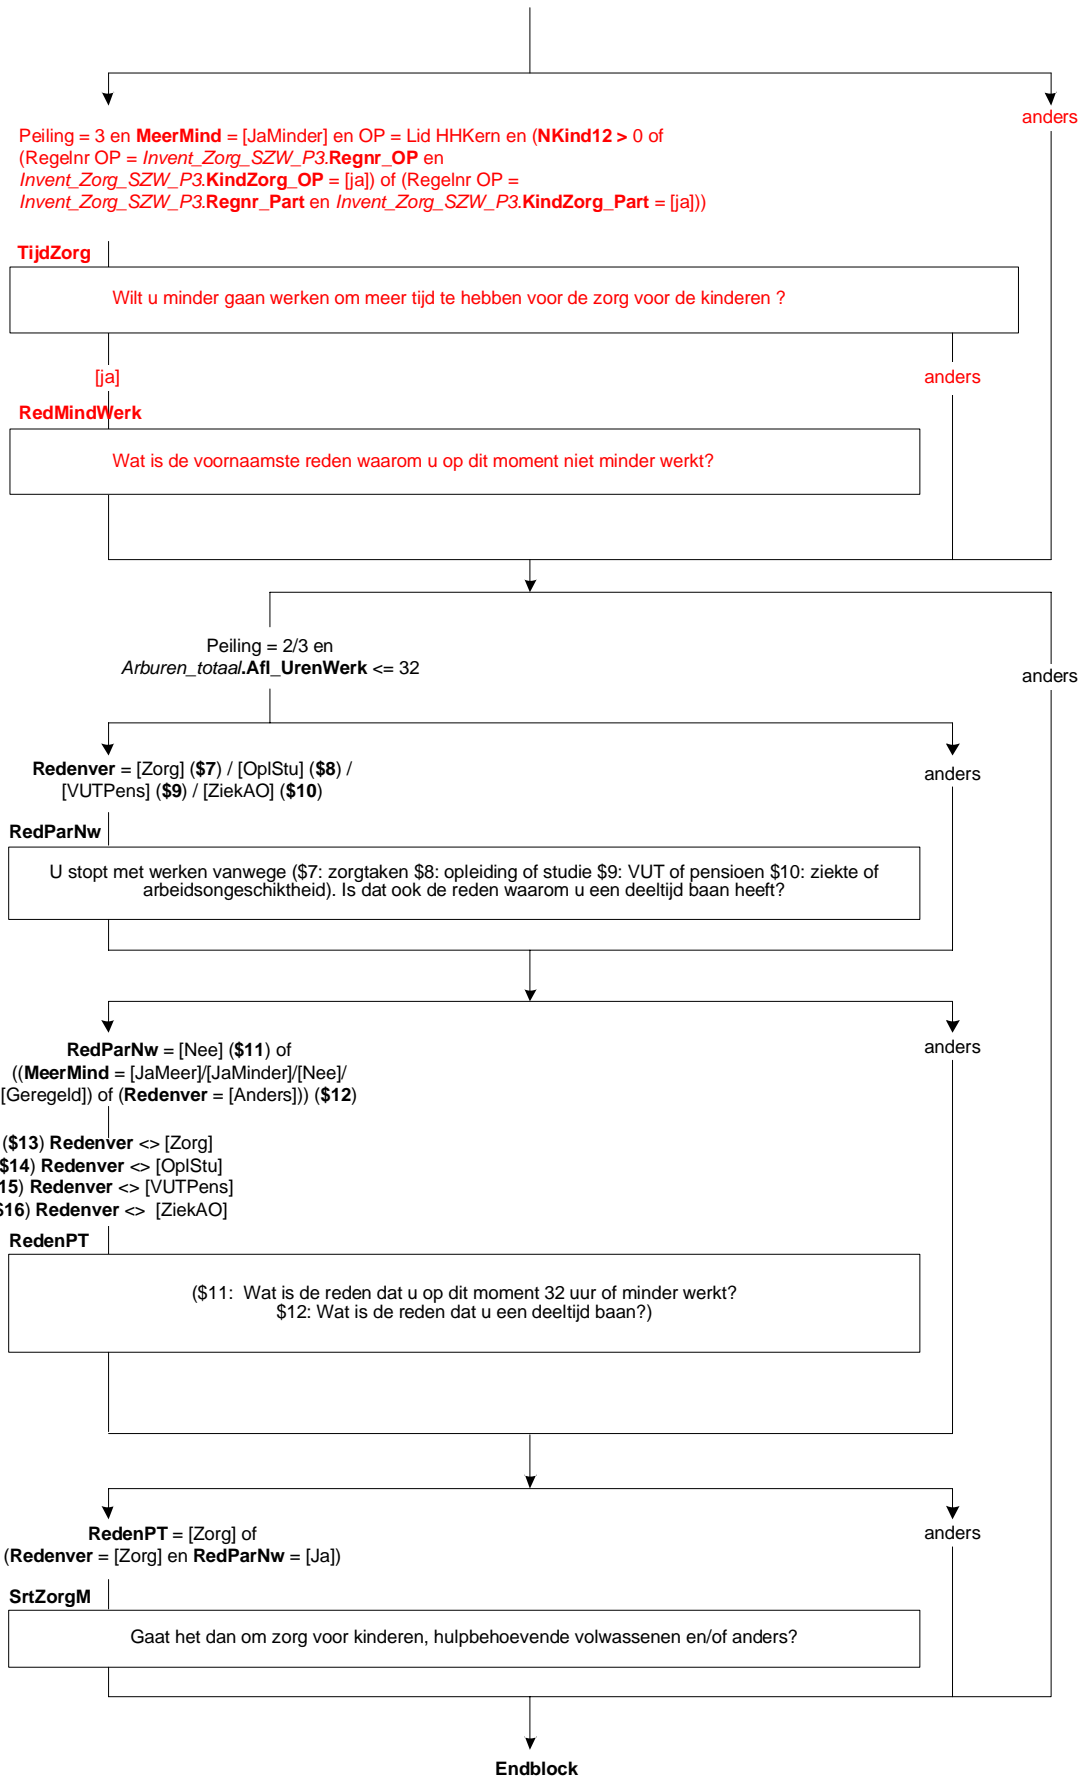 anders
Peiling = 3 en MeerMind = [JaMinder] en OP = Lid HHKern en (NKind12 > 0 of
(Regelnr OP = Invent_Zorg_SZW_P3.Regnr_OP en
Invent_Zorg_SZW_P3.KindZorg_OP = [ja]) of (Regelnr OP =
Invent_Zorg_SZW_P3.Regnr_Part en Invent_Zorg_SZW_P3.KindZorg_Part = [ja]))
TijdZorg
Wilt u minder gaan werken om meer tijd te hebben voor de zorg voor de kinderen ?
[ja]
anders
RedMindWerk
Wat is de voornaamste reden waarom u op dit moment niet minder werkt?
Peiling = 2/3 en
Arburen_totaal.Afl_UrenWerk <= 32
anders
Redenver = [Zorg] ($7) / [OplStu] ($8) /
[VUTPens] ($9) / [ZiekAO] ($10)
anders
RedParNw
U stopt met werken vanwege ($7: zorgtaken $8: opleiding of studie $9: VUT of pensioen $10: ziekte of
arbeidsongeschiktheid). Is dat ook de reden waarom u een deeltijd baan heeft?
RedParNw = [Nee] ($11) of
((MeerMind = [JaMeer]/[JaMinder]/[Nee]/
[Geregeld]) of (Redenver = [Anders])) ($12)
anders
($13) Redenver <> [Zorg]
$14) Redenver <> [OplStu]
15) Redenver <> [VUTPens]
$16) Redenver <> [ZiekAO]
RedenPT
($11: Wat is de reden dat u op dit moment 32 uur of minder werkt?
$12: Wat is de reden dat u een deeltijd baan?)
RedenPT = [Zorg] of
(Redenver = [Zorg] en RedParNw = [Ja])
anders
SrtZorgM
Gaat het dan om zorg voor kinderen, hulpbehoevende volwassenen en/of anders?
Endblock